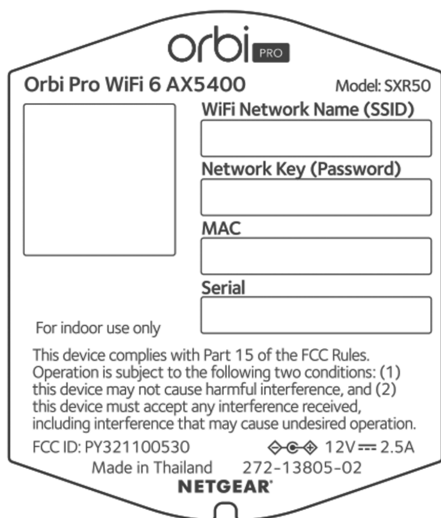 orbi PRO
Orbi Pro WiFi 6 AX5400 Model: SXR50
WiFi Network Name (SSID)
Network Key (Password)
MAC
Serial
For indoor use only
This device complies with Part 15 of the FCC Rules.
Operation is subject to the following two conditions: (1)
this device may not cause harmful interference, and (2)
this device must accept any interference received,
including interference that may cause undesired operation.
FCC ID: PY321100530 12V⎓2.5A
Made in Thailand 272-13805-02
NETGEAR®